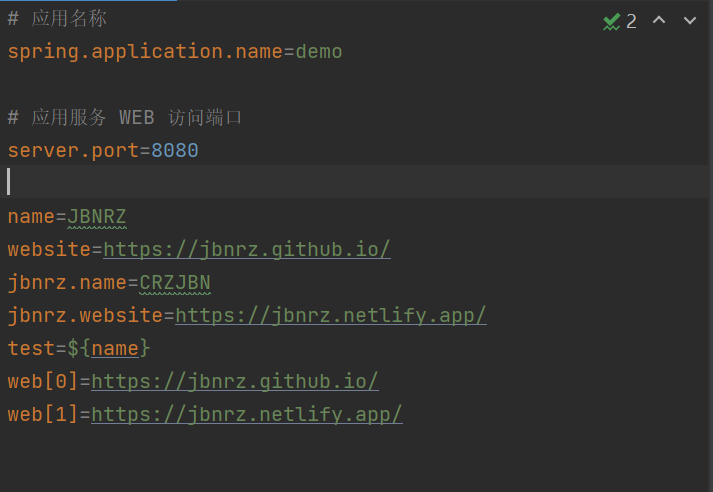 # 应用名称
2
spring.application.name=demo
# 应用服务 WEB 访问端口
server.port=8080
name=JBNRZ
website=https://jbnrz.github.io/
jbnrz.name=CRZJBN
jbnrz.website=https://jbnrz.netlify.app/
test=${name}
web[0]=https://jbnrz.github.io/
web[1]=https://jbnrz.netlify.app/